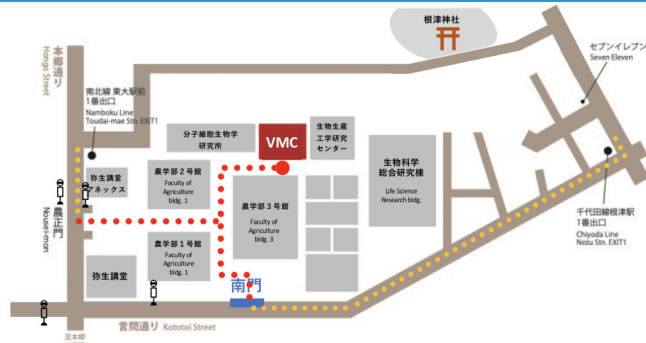 根津神社
セブンイレブン
Seven Eleven
本郷通り
Hongo Street
南北線 東大駅前
1番出口
Namboku Line
Toudai-mae Stn. EXIT1
分子細胞生物学
研究所
VMC
生物生産
工学研究
センター
生物科学
総合研究棟
Life Science
Research bldg.
弥生講堂
アネックス
農学部2号館
Faculty of
Agriculture
bldg. 1
農学部3号館
Faculty of
Agriculture
bldg. 3
千代田線根津駅
1番出口
Chiyoda Line
Nezu Stn. EXIT1
農正門
Nousei-mon
農学部1号館
Faculty of
Agriculture
bldg. 1
弥生講堂
南門
言問通り Kototoi Street
至本郷